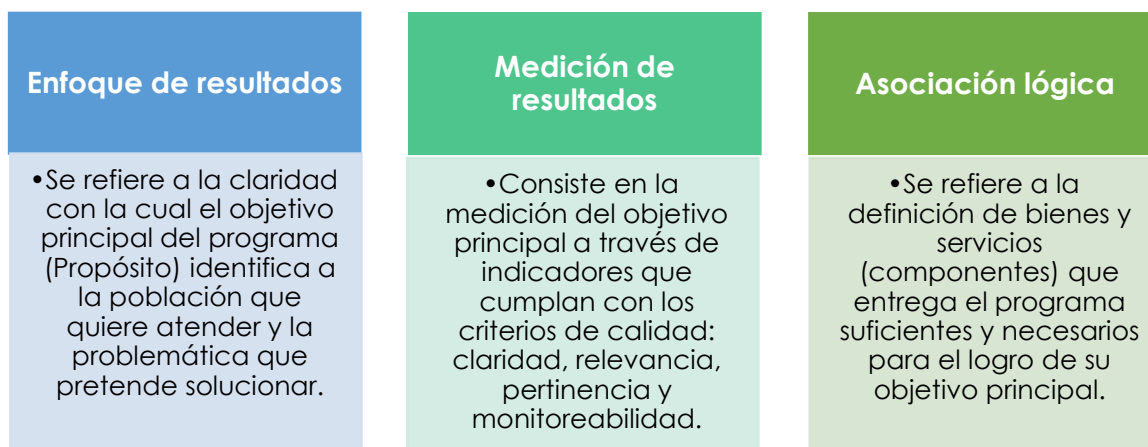 Enfoque de resultados
•Se refiere a la claridad
con la cual el objetivo
principal del programa
(Propósito) identifica a
la población que
quiere atender y la
problemática que
pretende solucionar.
Medición de
resultados
•Consiste en la
medición del objetivo
principal a través de
indicadores que
cumplan con los
criterios de calidad:
claridad, relevancia,
pertinencia y
monitoreabilidad.
Asociación lógica
•Se refiere a la
definición de bienes y
servicios
(componentes) que
entrega el programa
suficientes y necesarios
para el logro de su
objetivo principal.